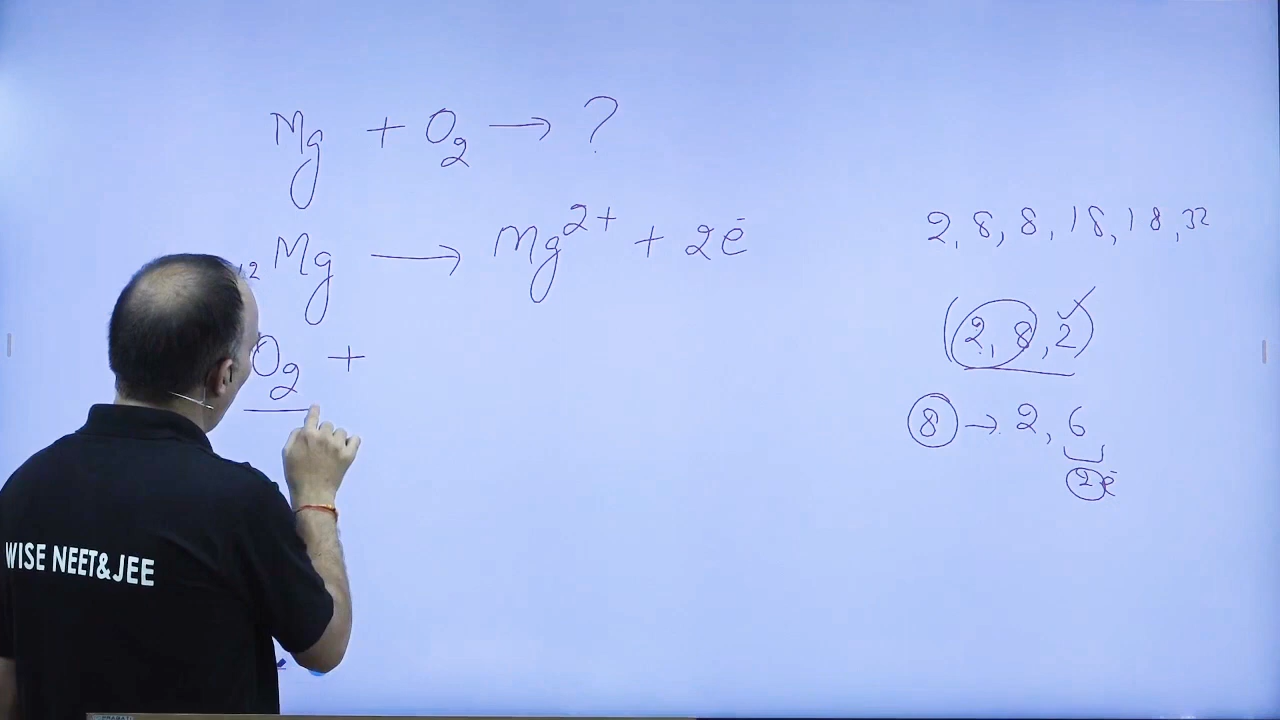 Mg + O₂ → ?
₁₂Mg → Mg²⁺ + 2e⁻
O₂ +
2, 8, 8, 18, 18, 32
(2, 8, 2) ✓
8 → 2, 6
2e⁻
WISE NEET&JEE